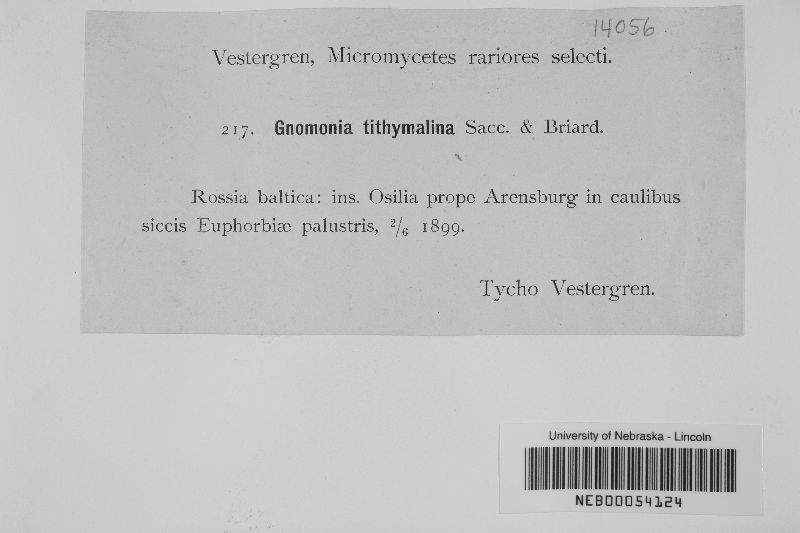 14056
Vestergren, Micromycetes rariores selecti.
217. Gnomonia tithymalina Sacc. & Briard.
Rossia baltica: ins. Osilia prope Arensburg in caulibus
siccis Euphorbiæ palustris, 2/6 1899.
Tycho Vestergren.
University of Nebraska - Lincoln
NEB00054124